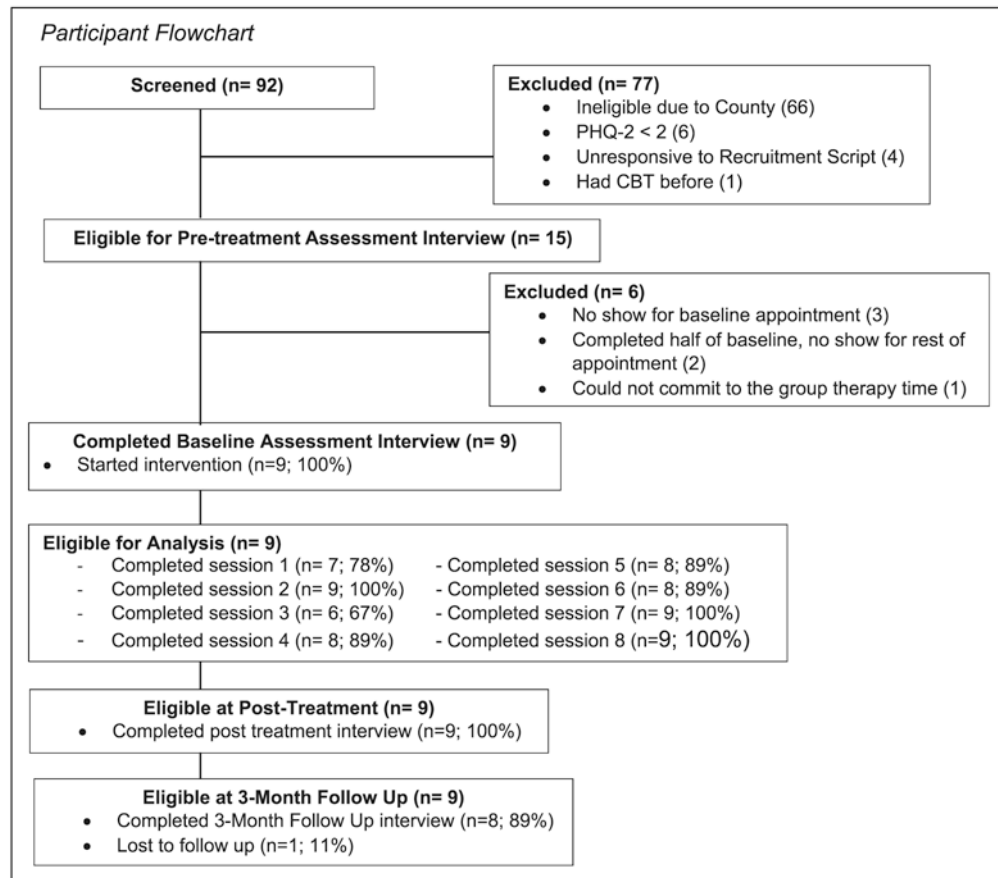 Participant Flowchart
Screened (n= 92)
Excluded (n= 77)
• Ineligible due to County (66)
• PHQ-2 < 2 (6)
• Unresponsive to Recruitment Script (4)
• Had CBT before (1)
Eligible for Pre-treatment Assessment Interview (n= 15)
Excluded (n= 6)
• No show for baseline appointment (3)
• Completed half of baseline, no show for rest of
appointment (2)
• Could not commit to the group therapy time (1)
Completed Baseline Assessment Interview (n= 9)
• Started intervention (n=9; 100%)
Eligible for Analysis (n= 9)
- Completed session 1 (n= 7; 78%)
- Completed session 2 (n= 9; 100%)
- Completed session 3 (n= 6; 67%)
- Completed session 4 (n= 8; 89%)
- Completed session 5 (n= 8; 89%)
- Completed session 6 (n= 8; 89%)
- Completed session 7 (n= 9; 100%)
- Completed session 8 (n=9; 100%)
Eligible at Post-Treatment (n= 9)
• Completed post treatment interview (n=9; 100%)
Eligible at 3-Month Follow Up (n= 9)
• Completed 3-Month Follow Up interview (n=8; 89%)
• Lost to follow up (n=1; 11%)